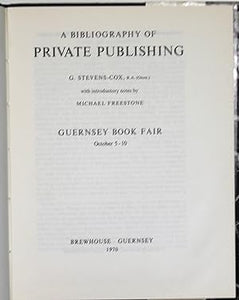 A BIBLIOGRAPHY OF
PRIVATE PUBLISHING
G. STEVENS-COX,
with introductory notes by
MICHAEL FREESTONE
GUERNSEY BOOK FAIR
October 5-10
BREWHOUSE GUERNSEY
1970